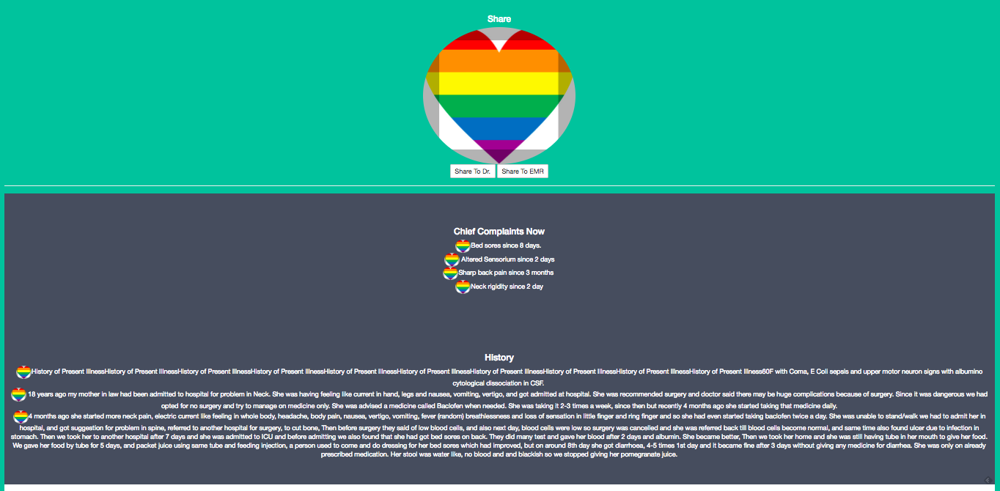 Share
Share To Dr. Share To EMR
Chief Complaints Now
Bed sores since 8 days.
Altered Sensorium since 2 days
Sharp back pain since 3 months
Neck rigidity since 2 day
History
History of Present IllnessHistory of Present IllnessHistory of Present IllnessHistory of Present IllnessHistory of Present IllnessHistory of Present IllnessHistory of Present IllnessHistory of Present IllnessHistory of Present IllnessHistory of Present Illness60F with Coma, E Coli sepsis and upper motor neuron signs with albumino
cytological dissociation in CSF.
18 years ago my mother in law had been admitted to hospital for problem in Neck. She was having feeling like current in hand, legs and nausea, vomiting, vertigo, and got admitted at hospital. She was recommended surgery and doctor said there may be huge complications because of surgery. Since it was dangerous we had
opted for no surgery and try to manage on medicine only. She was advised a medicine called Baclofen when needed. She was taking it 2-3 times a week, since then but recently 4 months ago she started taking that medicine daily.
4 months ago she started more neck pain, electric current like feeling in whole body, headache, body pain, nausea, vertigo, vomiting, fever (random) breathlessness and loss of sensation in little finger and ring finger and so she had even started taking baclofen twice a day. She was unable to stand/walk we had to admit her in
hospital, and got suggestion for problem in spine, referred to another hospital for surgery, to cut bone, Then before surgery they said of low blood cells, and also next day, blood cells were low so surgery was cancelled and she was referred back till blood cells become normal, and same time also found ulcer due to infection in
stomach. Then we took her to another hospital after 7 days and she was admitted to ICU and before admitting we also found that she had got bed sores on back. They did many test and gave her blood after 2 days and albumin. She became better, Then we took her home and she was still having tube in her mouth to give her food.
We gave her food by tube for 5 days, and packet juice using same tube and feeding injection, a person used to come and do dressing for her bed sores which had improved, but on around 8th day she got diarrhoea, 4-5 times 1st day and it became fine after 3 days without giving any medicine for diarrhea. She was only on already
prescribed medication. Her stool was water like, no blood and and blackish so we stopped giving her pomegranate juice.